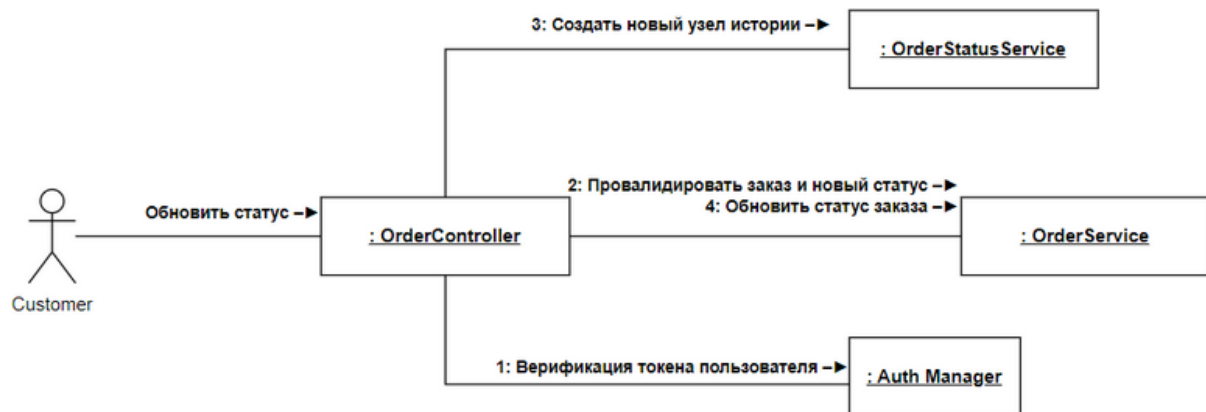 3: Создать новый узел истории
: OrderStatusService
2: Провалидировать заказ и новый статус
4: Обновить статус заказа
Обновить статус
: OrderController
: OrderService
Customer
1: Верификация токена пользователя
: Auth Manager